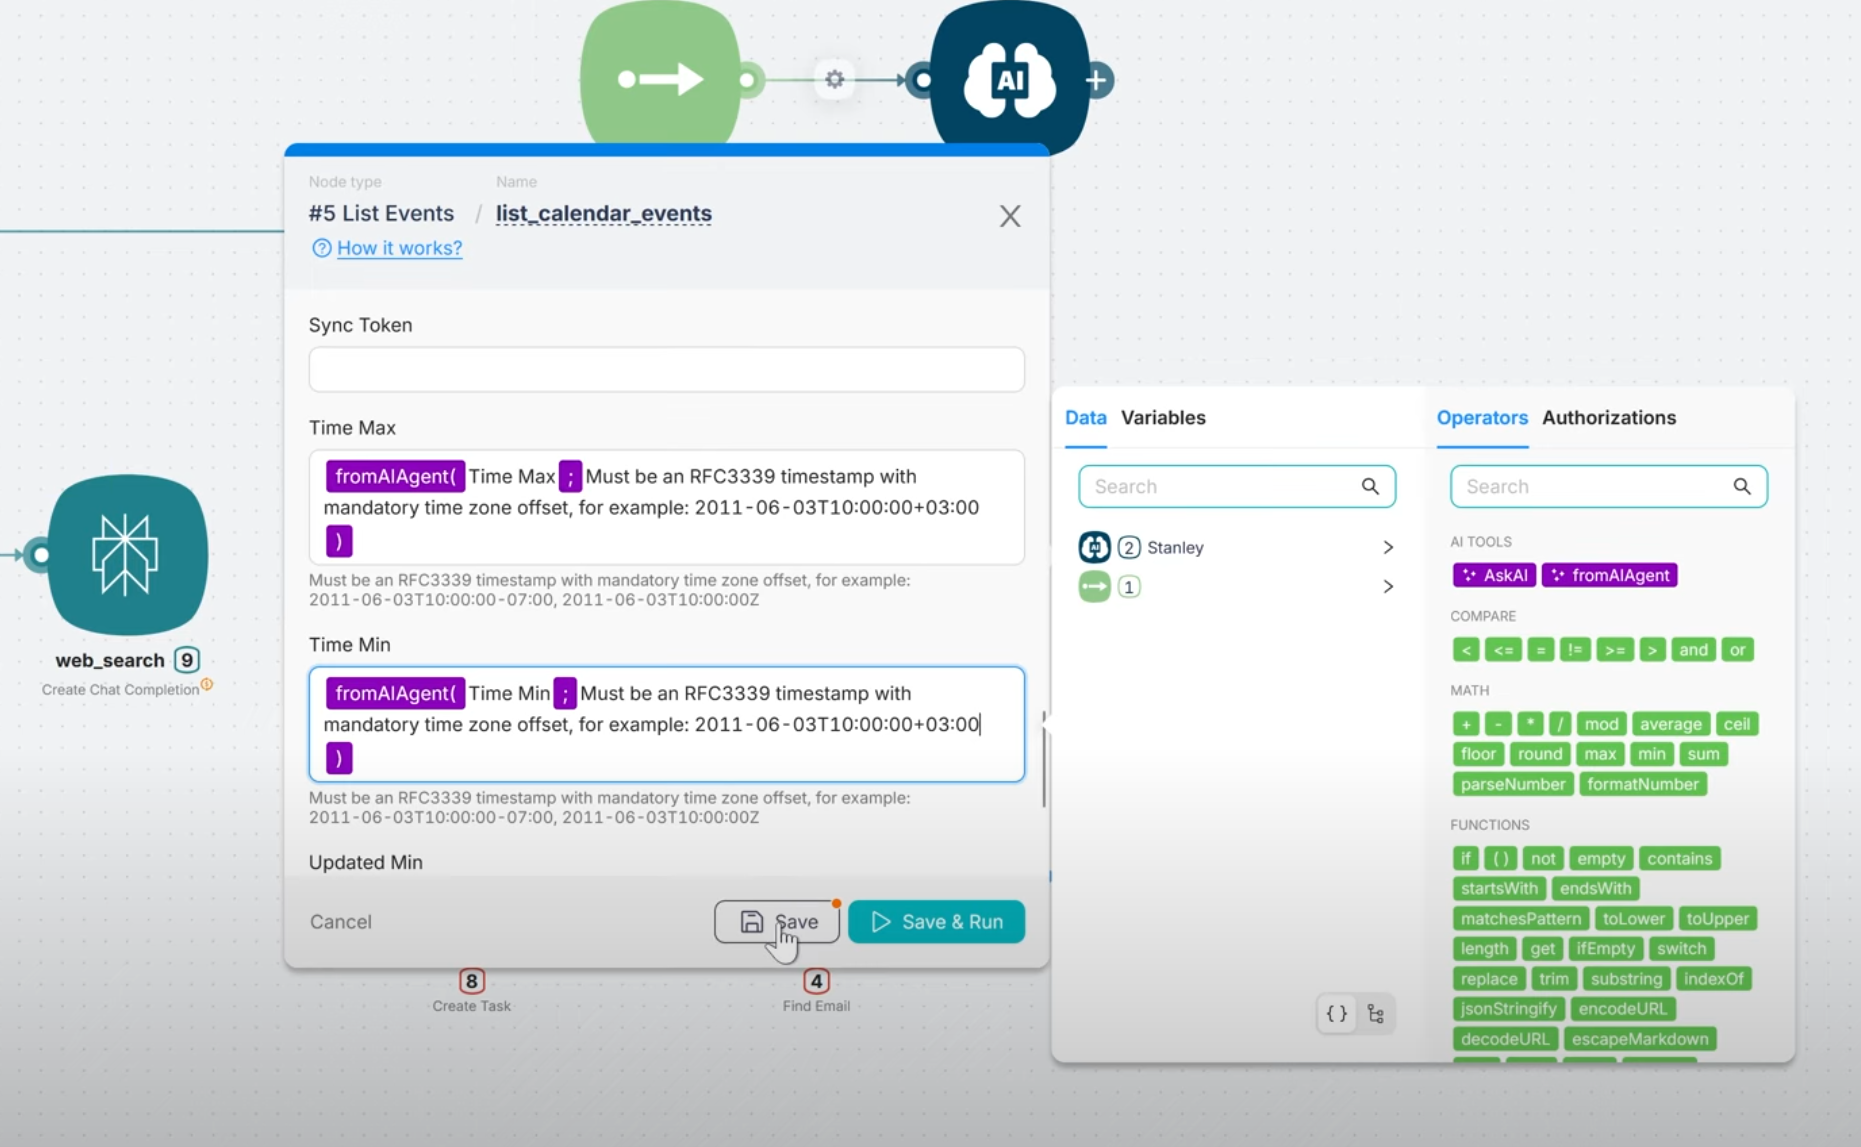 AI
Node type
Name
#5 List Events / list_calendar_events
How it works?
Sync Token
Time Max
fromAIAgent( Time Max ; Must be an RFC3339 timestamp with
mandatory time zone offset, for example: 2011-06-03T10:00:00+03:00
)
Must be an RFC3339 timestamp with mandatory time zone offset, for example:
2011-06-03T10:00:00-07:00, 2011-06-03T10:00:00Z
Time Min
fromAIAgent( Time Min ; Must be an RFC3339 timestamp with
mandatory time zone offset, for example: 2011-06-03T10:00:00+03:00
)
Must be an RFC3339 timestamp with mandatory time zone offset, for example:
2011-06-03T10:00:00-07:00, 2011-06-03T10:00:00Z
Updated Min
Cancel
Save
Save & Run
web_search 9
Create Chat Completion
8
Create Task
4
Find Email
Data Variables
Search
AI 2 Stanley
1
{ }
Operators Authorizations
Search
AI TOOLS
AskAI fromAIAgent
COMPARE
< <= = != >= > and or
MATH
+ - * / mod average ceil
floor round max min sum
parseNumber formatNumber
FUNCTIONS
if ( ) not empty contains
startsWith endsWith
matchesPattern toLower toUpper
length get ifEmpty switch
replace trim substring indexOf
jsonStringify encodeURL
decodeURL escapeMarkdown